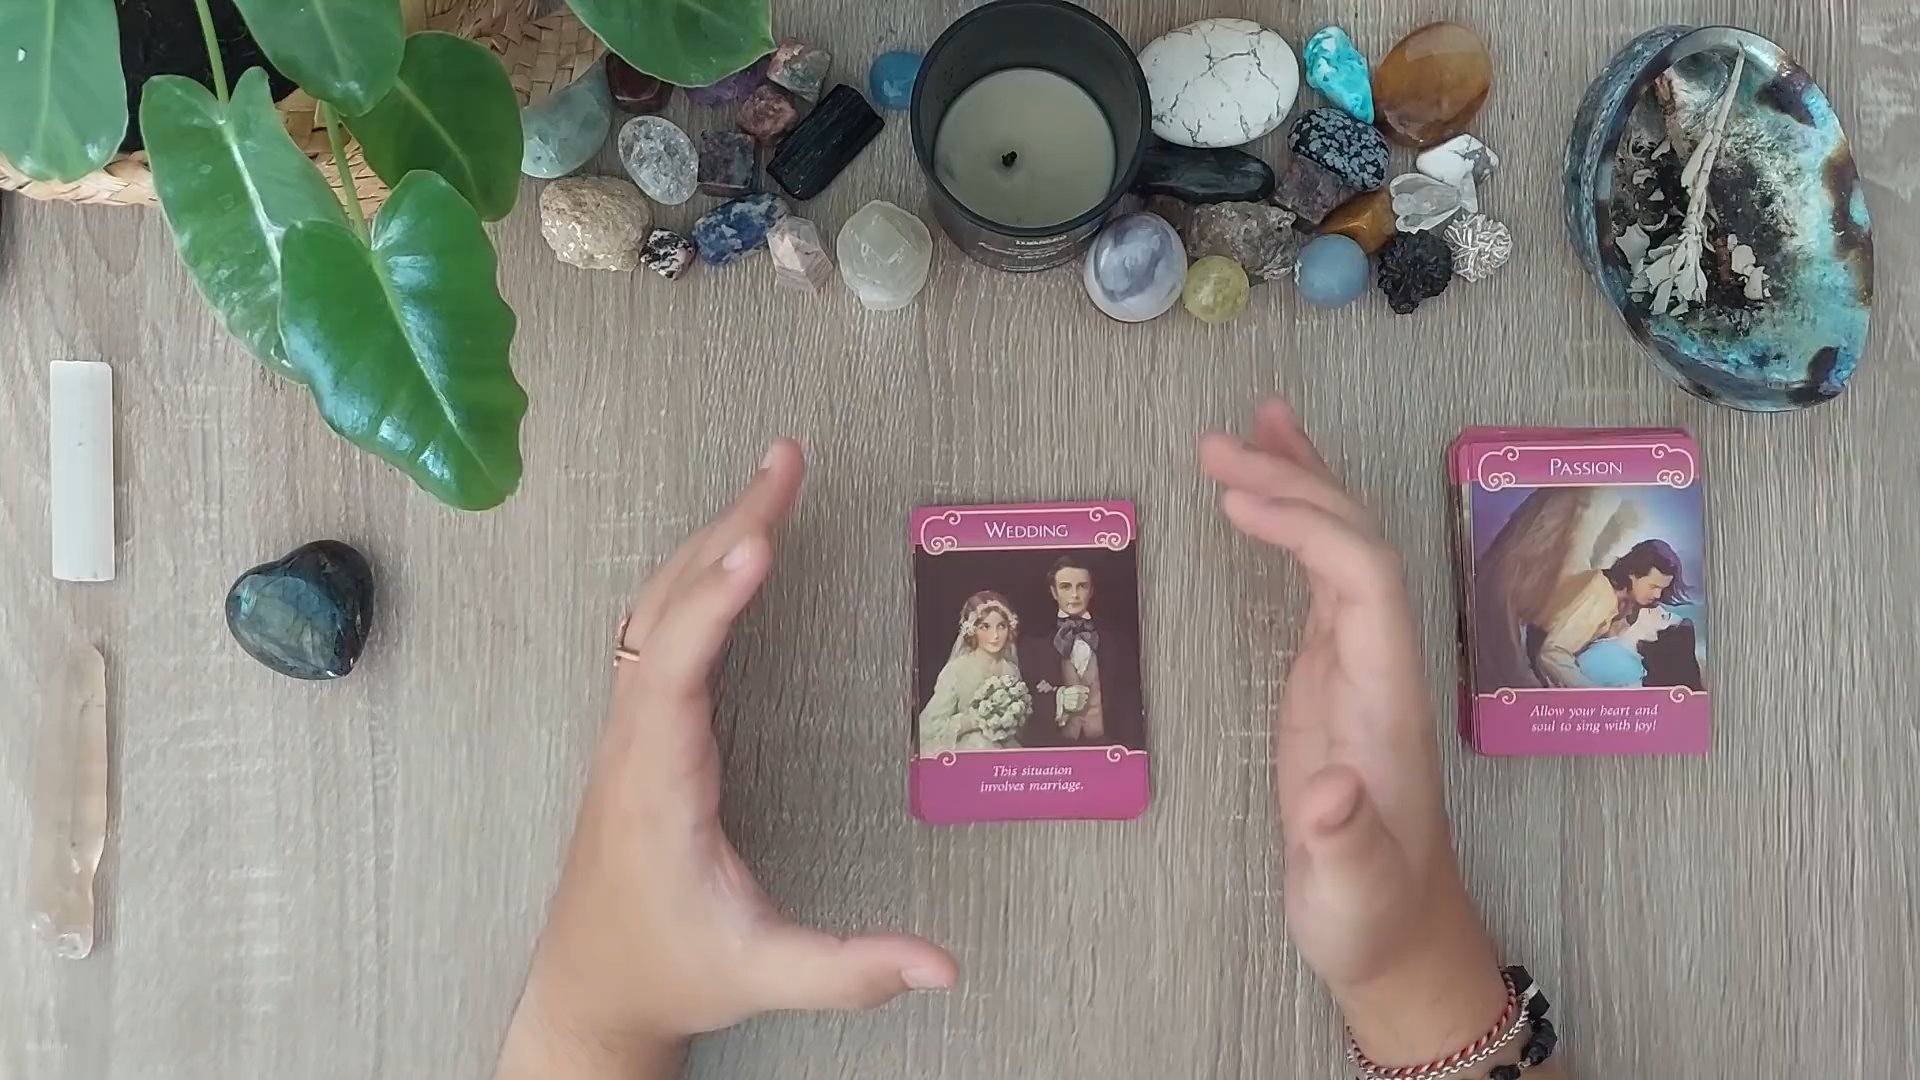 Wedding
This situation
involves marriage.
Passion
Allow your heart and
soul to sing with joy!